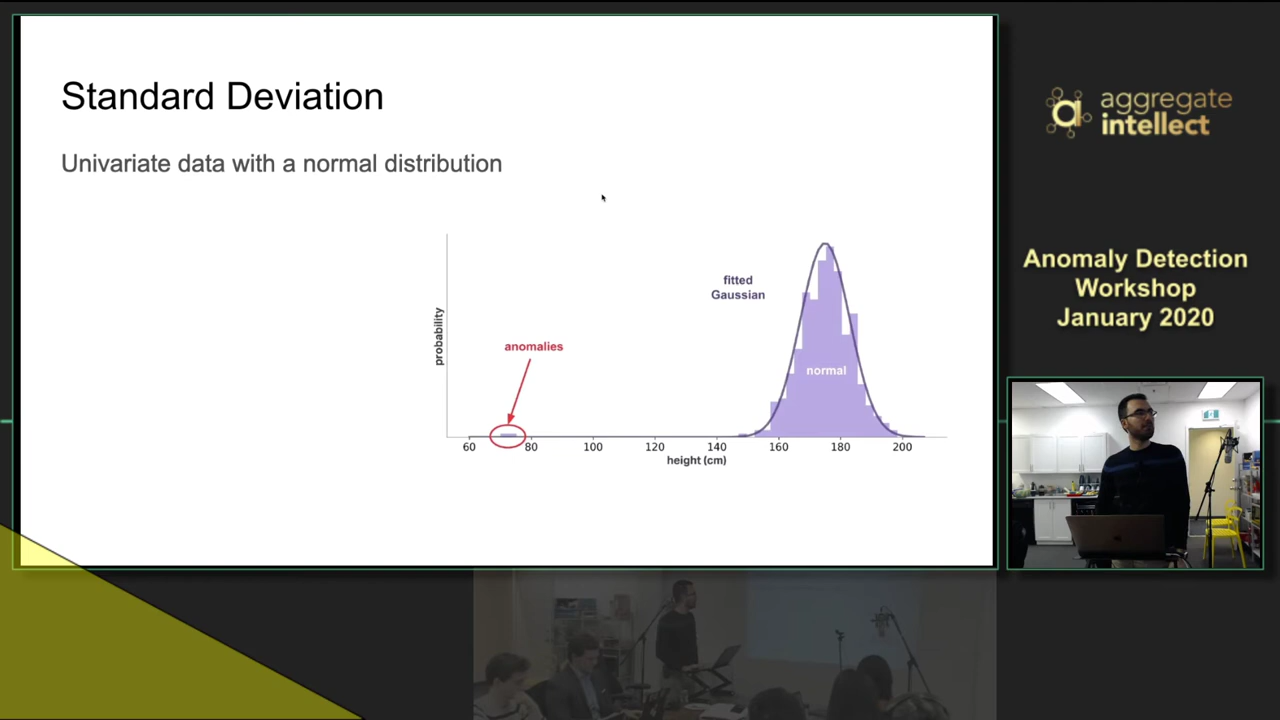 Standard Deviation
Univariate data with a normal distribution
fitted
Gaussian
probability
anomalies
normal
60 80 100 120 140 160 180 200
height (cm)
aggregate
intellect
Anomaly Detection
Workshop
January 2020